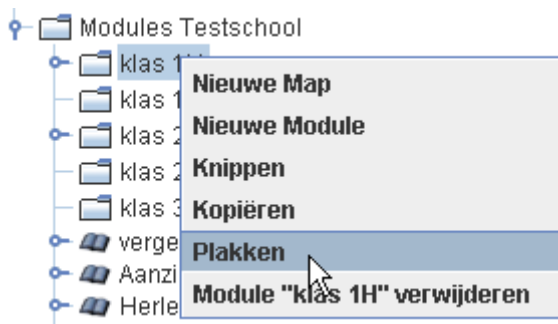 Modules Testschool
klas 1H
klas 1
klas 2
klas 2
klas 3
verge
Aanzi
Herle
Nieuwe Map
Nieuwe Module
Knippen
Kopiëren
Plakken
Module "klas 1H" verwijderen